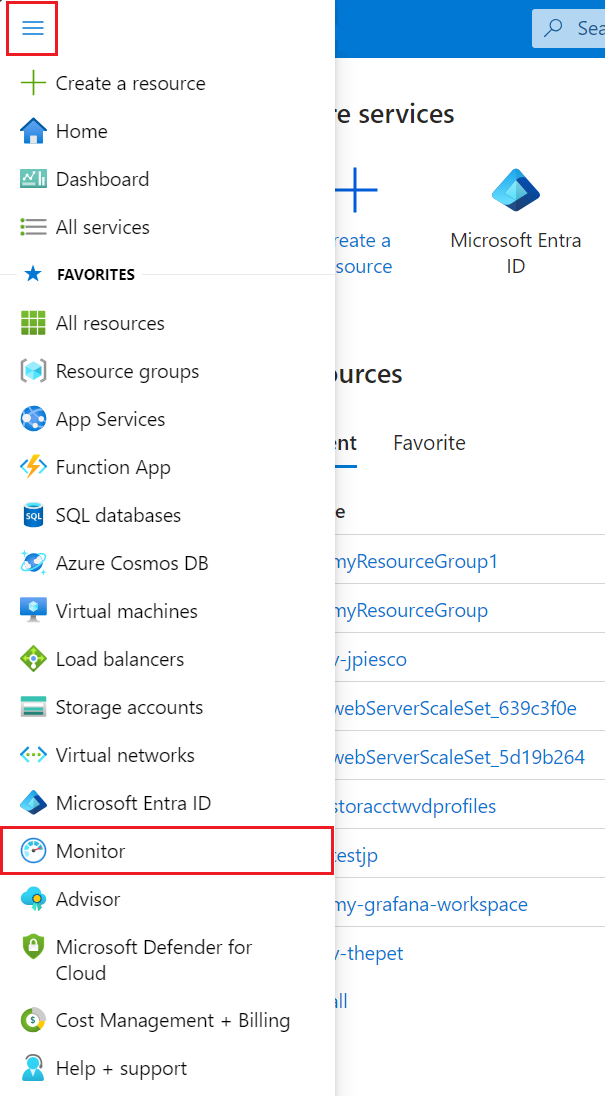 Sea
Create a resource
Home
Dashboard
All services
FAVORITES
All resources
Resource groups
App Services
Function App
SQL databases
SQL
Azure Cosmos DB
Virtual machines
Load balancers
Storage accounts
Virtual networks
Microsoft Entra ID
Monitor
Advisor
Microsoft Defender for
Cloud
Cost Management + Billing
$
Help + support
re services
reate a
source
Microsoft Entra
ID
ources
ent
Favorite
e
myResourceGroup1
myResourceGroup
y-jpiesco
webServerScaleSet_639c3f0e
webServerScaleSet_5d19b264
storacctwvdprofiles
testjp
my-grafana-workspace
y-thepet
all